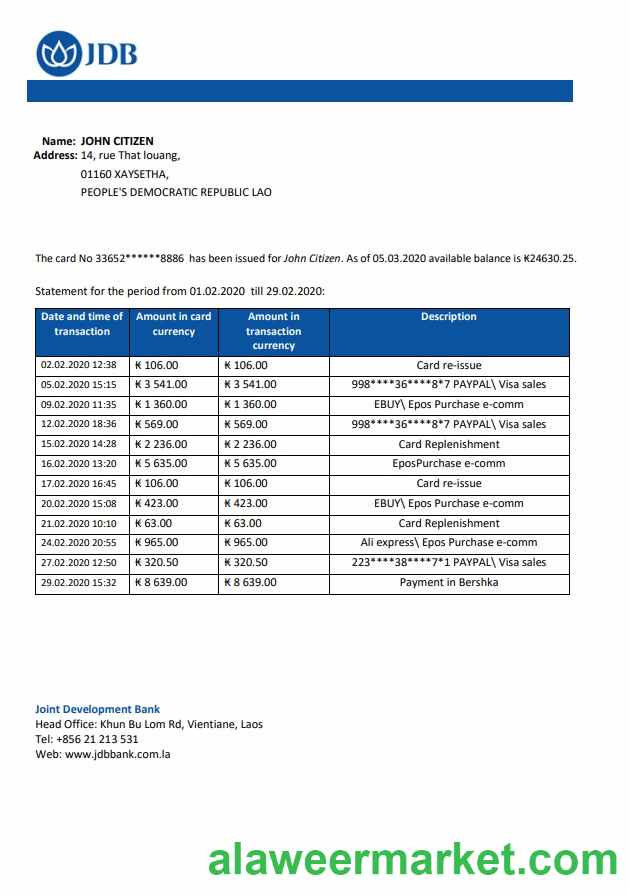 JDB
Name: JOHN CITIZEN
Address: 14, rue That louang,
01160 XAYSETHA,
PEOPLE'S DEMOCRATIC REPUBLIC LAO
The card No 33652******8886 has been issued for John Citizen. As of 05.03.2020 available balance is ₭24630.25.
Statement for the period from 01.02.2020 till 29.02.2020:
Date and time of transaction Amount in card currency Amount in transaction currency Description
02.02.2020 12:38 ₭ 106.00 ₭ 106.00 Card re-issue
05.02.2020 15:15 ₭ 3 541.00 ₭ 3 541.00 998****36****8*7 PAYPAL\ Visa sales
09.02.2020 11:35 ₭ 1 360.00 ₭ 1 360.00 EBUY\ Epos Purchase e-comm
12.02.2020 18:36 ₭ 569.00 ₭ 569.00 998****36****8*7 PAYPAL\ Visa sales
15.02.2020 14:28 ₭ 2 236.00 ₭ 2 236.00 Card Replenishment
16.02.2020 13:20 ₭ 5 635.00 ₭ 5 635.00 EposPurchase e-comm
17.02.2020 16:45 ₭ 106.00 ₭ 106.00 Card re-issue
20.02.2020 15:08 ₭ 423.00 ₭ 423.00 EBUY\ Epos Purchase e-comm
21.02.2020 10:10 ₭ 63.00 ₭ 63.00 Card Replenishment
24.02.2020 20:55 ₭ 965.00 ₭ 965.00 Ali express\ Epos Purchase e-comm
27.02.2020 12:50 ₭ 320.50 ₭ 320.50 223****38****7*1 PAYPAL\ Visa sales
29.02.2020 15:32 ₭ 8 639.00 ₭ 8 639.00 Payment in Bershka
Joint Development Bank
Head Office: Khun Bu Lom Rd, Vientiane, Laos
Tel: +856 21 213 531
Web: www.jdbbank.com.la
alaweermarket.com